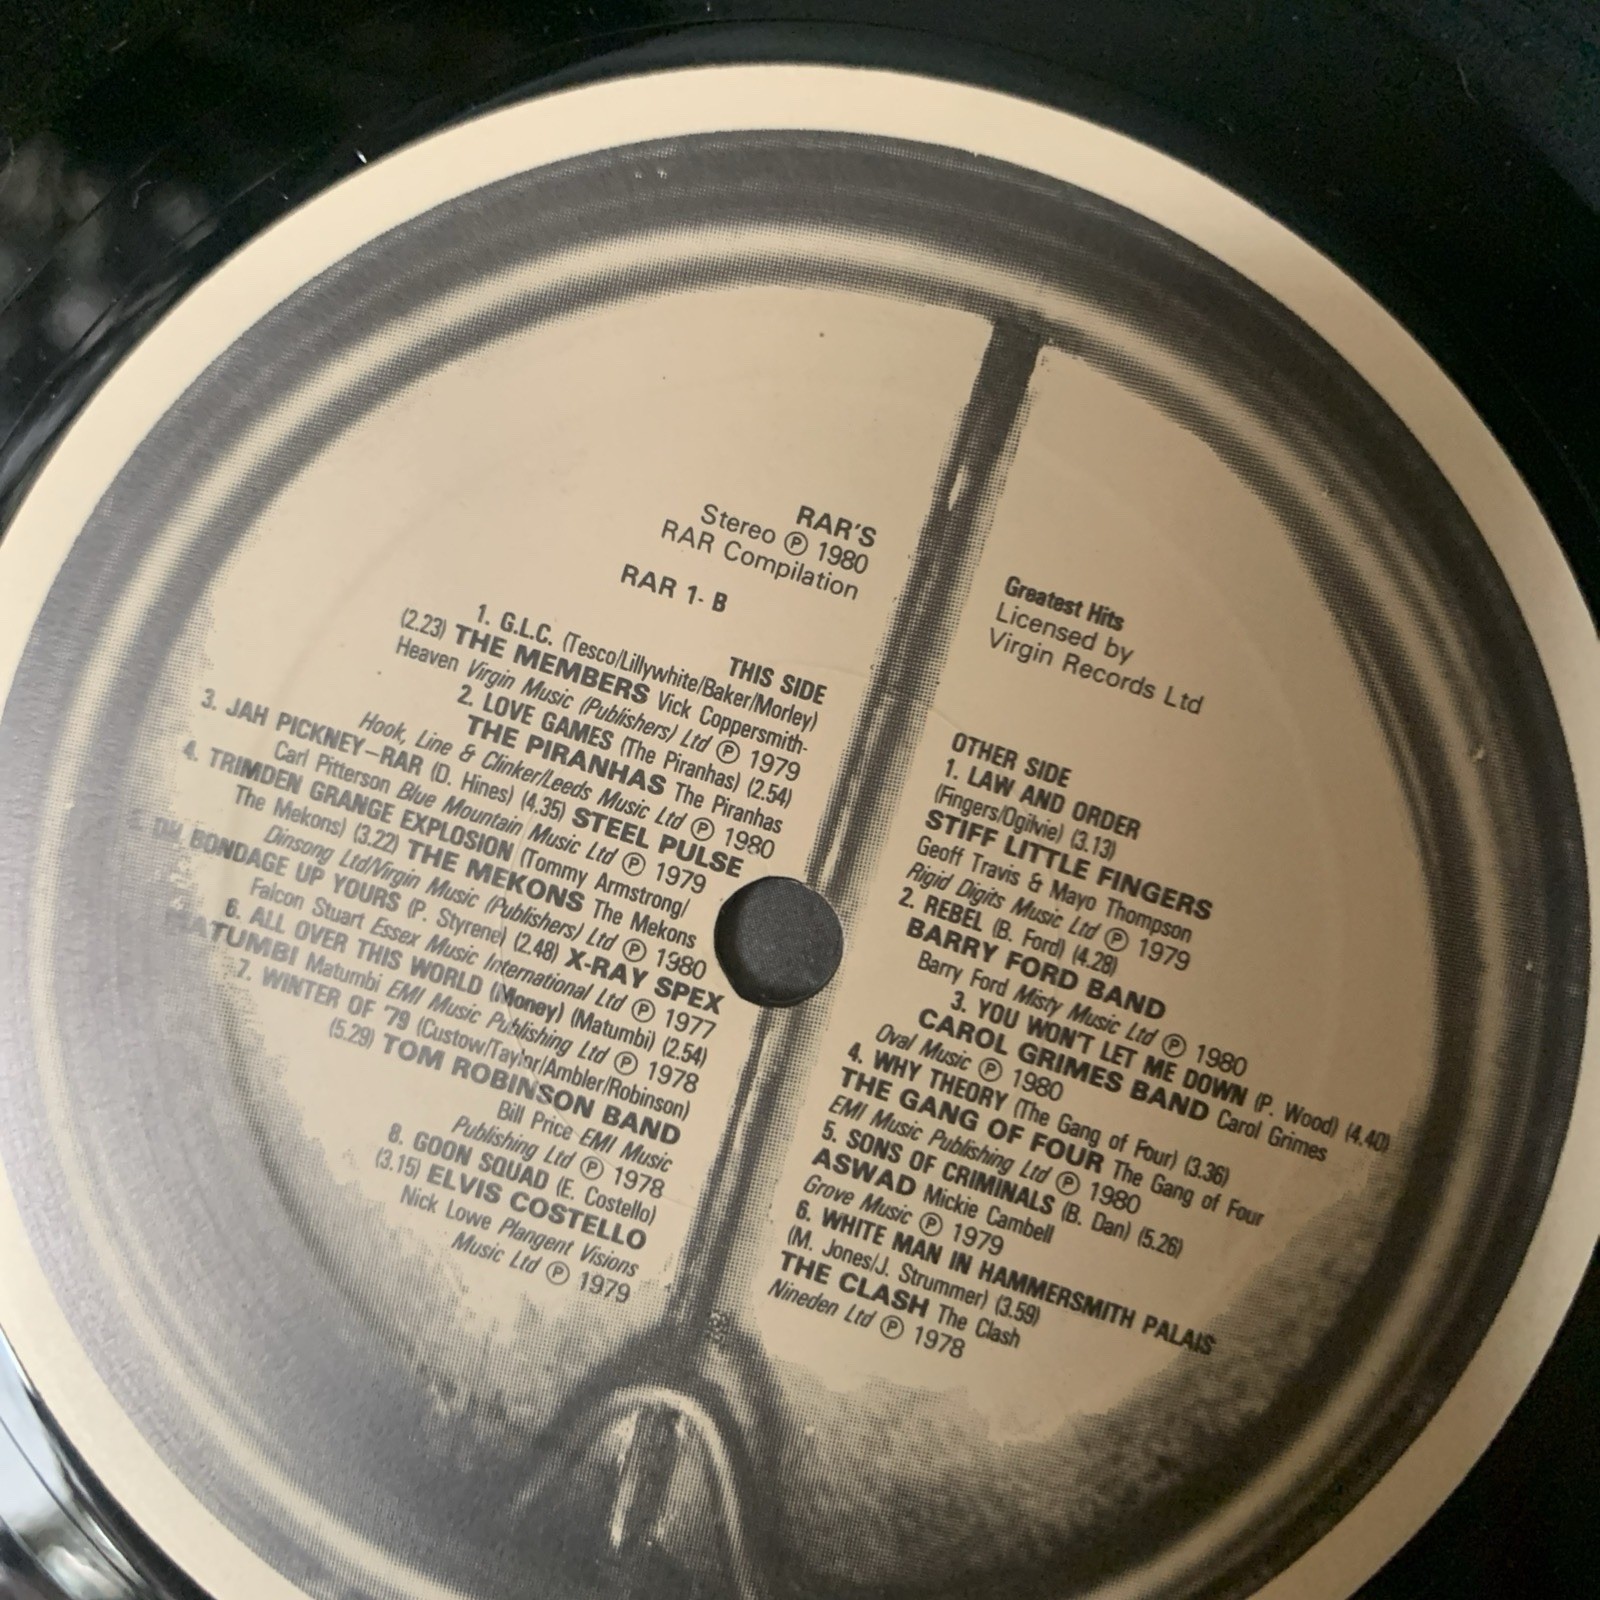 RAR'S
Stereo ℗ 1980
RAR Compilation
RAR 1- B
THIS SIDE
1. G.L.C. (Tesco/Lillywhite/Baker/Morley)
(2.23) THE MEMBERS Vick Coppersmith-
Heaven Virgin Music (Publishers) Ltd ℗ 1979
2. LOVE GAMES (The Piranhas) (2.54)
THE PIRANHAS The Piranhas
Hook, Line & Clinker/Leeds Music Ltd ℗ 1980
3. JAH PICKNEY–RAR (D. Hines) (4.35) STEEL PULSE
Carl Pitterson Blue Mountain Music Ltd ℗ 1979
4. TRIMDEN GRANGE EXPLOSION (Tommy Armstrong/
The Mekons) (3.22) THE MEKONS The Mekons
Dinsong Ltd/Virgin Music (Publishers) Ltd ℗ 1980
OH BONDAGE UP YOURS (P. Styrene) (2.48) X-RAY SPEX
Falcon Stuart Essex Music International Ltd ℗ 1977
6. ALL OVER THIS WORLD (Money) (Matumbi) (2.54)
MATUMBI Matumbi EMI Music Publishing Ltd ℗ 1978
7. WINTER OF '79 (Custow/Taylor/Ambler/Robinson)
(5.29) TOM ROBINSON BAND
Bill Price EMI Music
Publishing Ltd ℗ 1978
8. GOON SQUAD (E. Costello)
(3.15) ELVIS COSTELLO
Nick Lowe Plangent Visions
Music Ltd ℗ 1979
Greatest Hits
Licensed by
Virgin Records Ltd
OTHER SIDE
1. LAW AND ORDER
(Fingers/Ogilvie) (3.13)
STIFF LITTLE FINGERS
Geoff Travis & Mayo Thompson
Rigid Digits Music Ltd ℗ 1979
2. REBEL (B. Ford) (4.28)
BARRY FORD BAND
Barry Ford Misty Music Ltd ℗ 1980
3. YOU WON'T LET ME DOWN (P. Wood) (4.40)
CAROL GRIMES BAND Carol Grimes
Oval Music ℗ 1980
4. WHY THEORY (The Gang of Four) (3.36)
THE GANG OF FOUR The Gang of Four
EMI Music Publishing Ltd ℗ 1980
5. SONS OF CRIMINALS (B. Dan) (5.26)
ASWAD Mickie Cambell
Grove Music ℗ 1979
6. WHITE MAN IN HAMMERSMITH PALAIS
(M. Jones/J. Strummer) (3.59)
THE CLASH The Clash
Nineden Ltd ℗ 1978